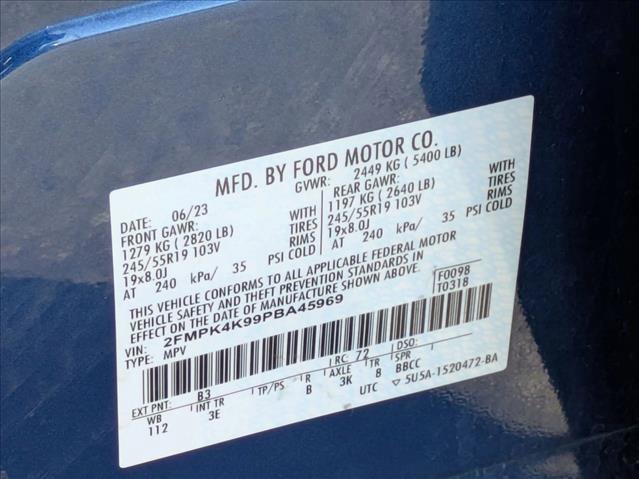 MFD. BY FORD MOTOR CO.
DATE: 06/23 GVWR: 2449 KG ( 5400 LB)
FRONT GAWR: WITH REAR GAWR: WITH
1279 KG ( 2820 LB) TIRES 1197 KG ( 2640 LB) TIRES
245/55R19 103V RIMS 245/55R19 103V RIMS
19x8.0J 19x8.0J
AT 240 kPa/ 35 PSI COLD AT 240 kPa/ 35 PSI COLD
THIS VEHICLE CONFORMS TO ALL APPLICABLE FEDERAL MOTOR
VEHICLE SAFETY AND THEFT PREVENTION STANDARDS IN
EFFECT ON THE DATE OF MANUFACTURE SHOWN ABOVE.
VIN: 2FMPK4K99PBA45969 F0098
TYPE: MPV T0318
EXT PNT: B3 RC: 72 DSO:
WB INT TR TP/PS R AXLE TR SPR
112 3E B 3K 8 BBCC
UTC ▽ 5U5A-1520472-BA